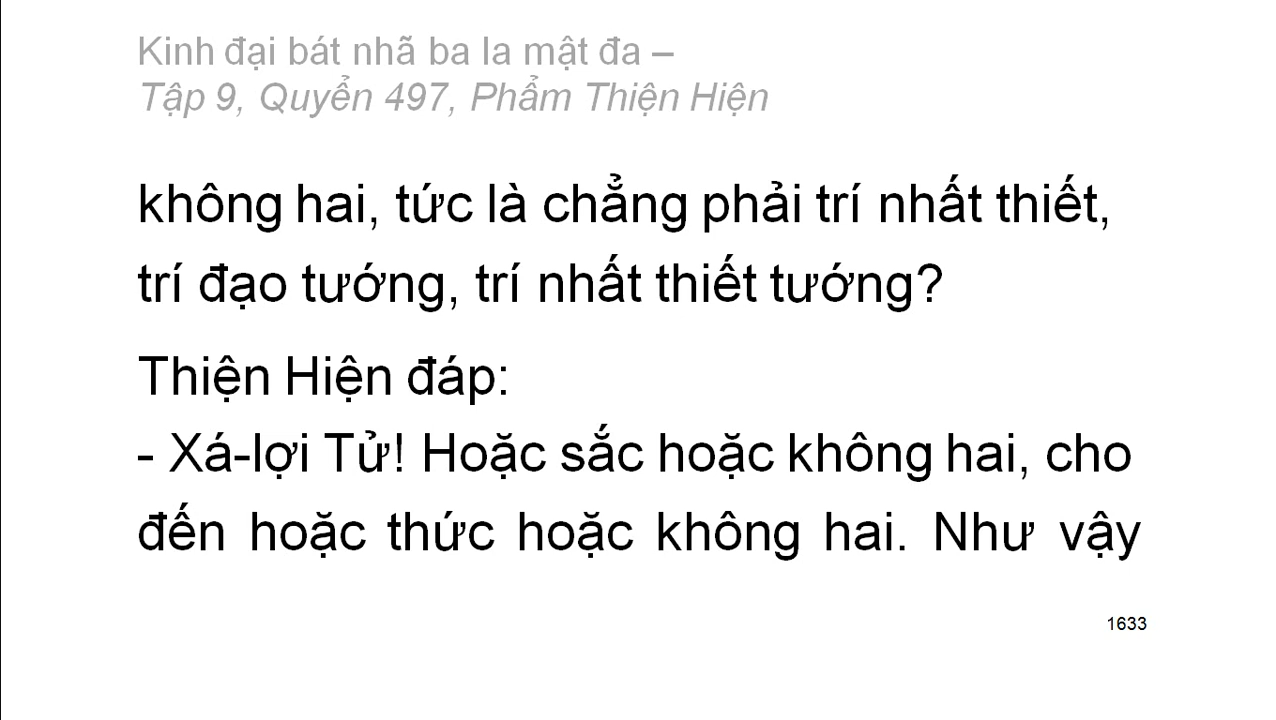 Kinh đại bát nhã ba la mật đa –
Tập 9, Quyển 497, Phẩm Thiện Hiện
không hai, tức là chẳng phải trí nhất thiết,
trí đạo tướng, trí nhất thiết tướng?
Thiện Hiện đáp:
- Xá-lợi Tử! Hoặc sắc hoặc không hai, cho
đến hoặc thức hoặc không hai. Như vậy
1633